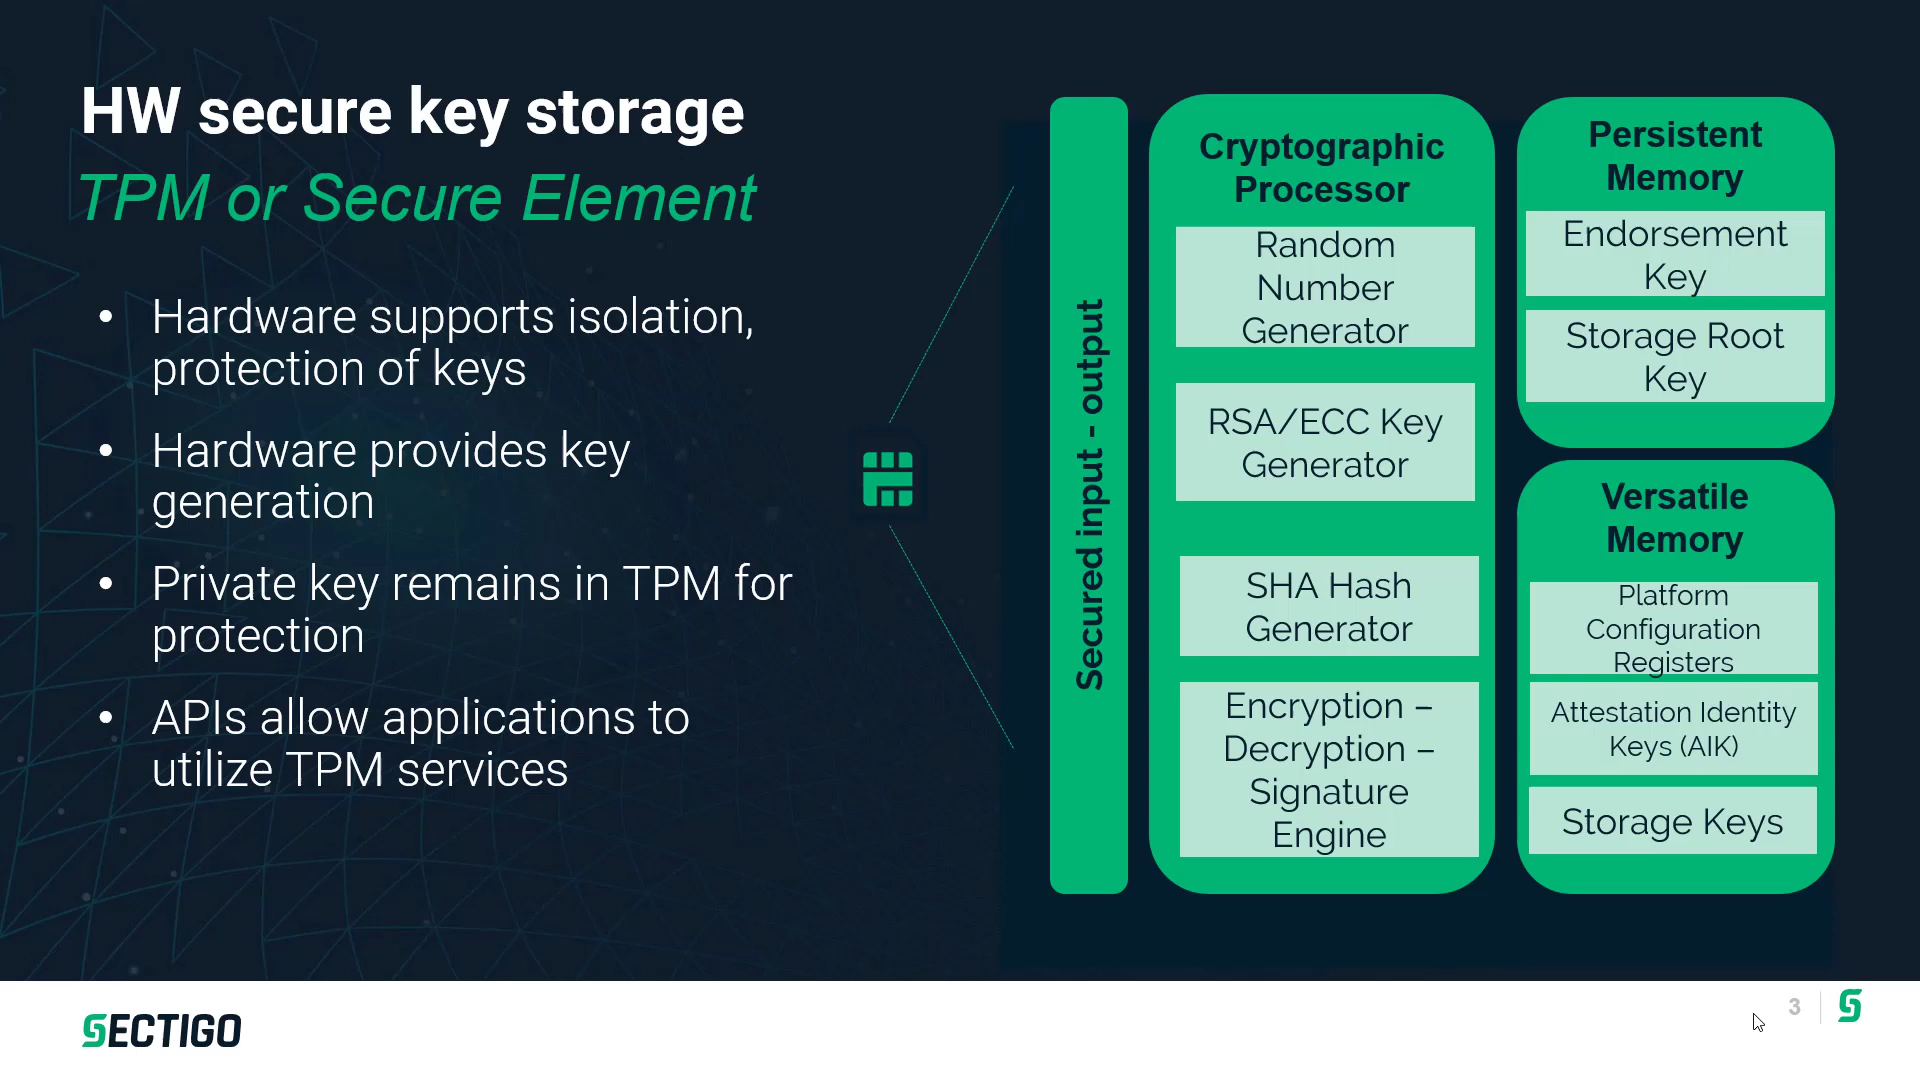 HW secure key storage
TPM or Secure Element
• Hardware supports isolation,
protection of keys
• Hardware provides key
generation
• Private key remains in TPM for
protection
• APIs allow applications to
utilize TPM services
Secured input - output
Cryptographic
Processor
Random
Number
Generator
RSA/ECC Key
Generator
SHA Hash
Generator
Encryption –
Decryption –
Signature
Engine
Persistent
Memory
Endorsement
Key
Storage Root
Key
Versatile
Memory
Platform
Configuration
Registers
Attestation Identity
Keys (AIK)
Storage Keys
SECTIGO
3
S